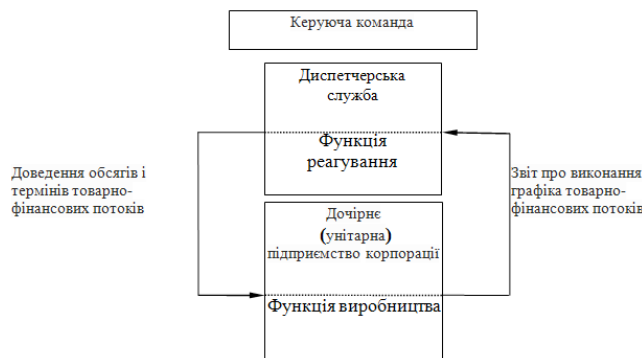 Керуюча команда
Диспетчерська
служба
Функція
реагування
Доведення обсягів і
термінів товарно-
фінансових потоків
Звіт про виконання
графіка товарно-
фінансових потоків
Дочірнє
(унітарна)
підприємство корпорації
Функція виробництва